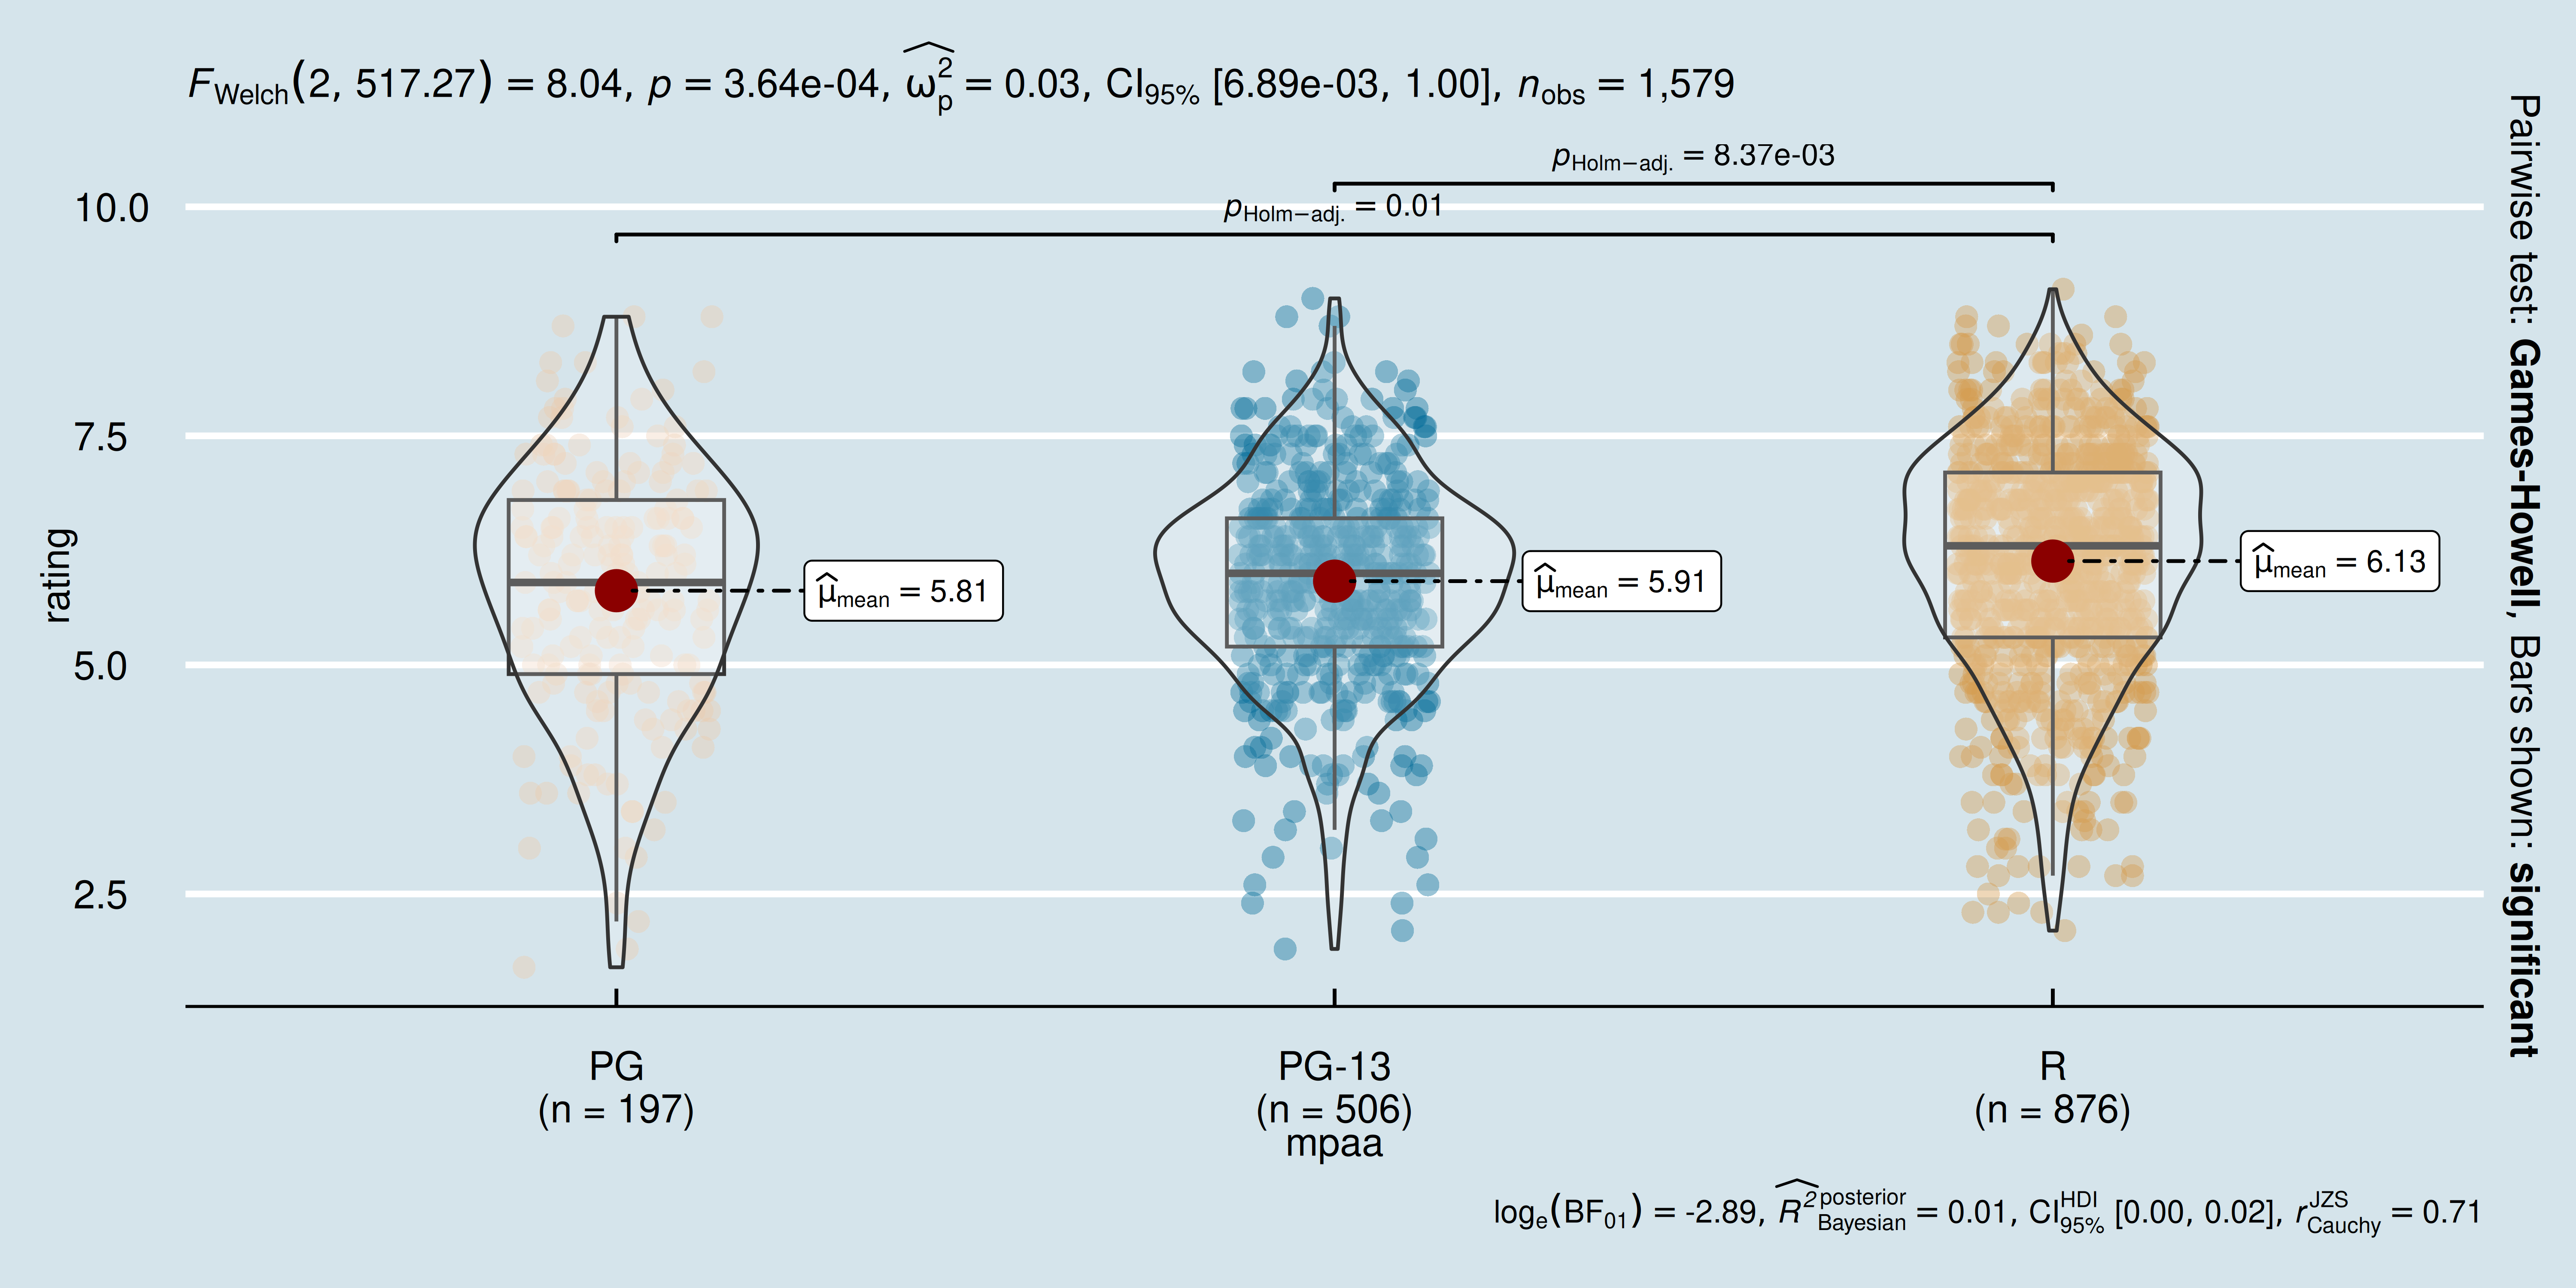 F_Welch(2, 517.27) = 8.04, p = 3.64e-04, ω̂²_p = 0.03, CI_95% [6.89e-03, 1.00], n_obs = 1,579
p_Holm−adj. = 8.37e-03
p_Holm−adj. = 0.01
10.0
7.5
5.0
2.5
rating
μ̂_mean = 5.81
μ̂_mean = 5.91
μ̂_mean = 6.13
Pairwise test: Games-Howell, Bars shown: significant
PG
(n = 197)
PG-13
(n = 506)
R
(n = 876)
mpaa
log_e(BF_01) = -2.89, R̂²^posterior_Bayesian = 0.01, CI^HDI_95% [0.00, 0.02], r^JZS_Cauchy = 0.71